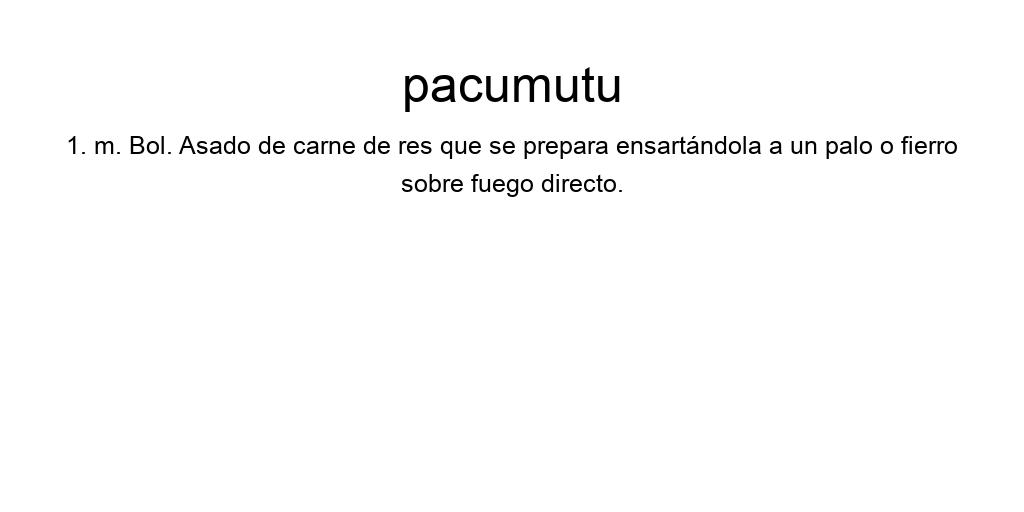 pacumutu
1. m. Bol. Asado de carne de res que se prepara ensartándola a un palo o fierro
sobre fuego directo.